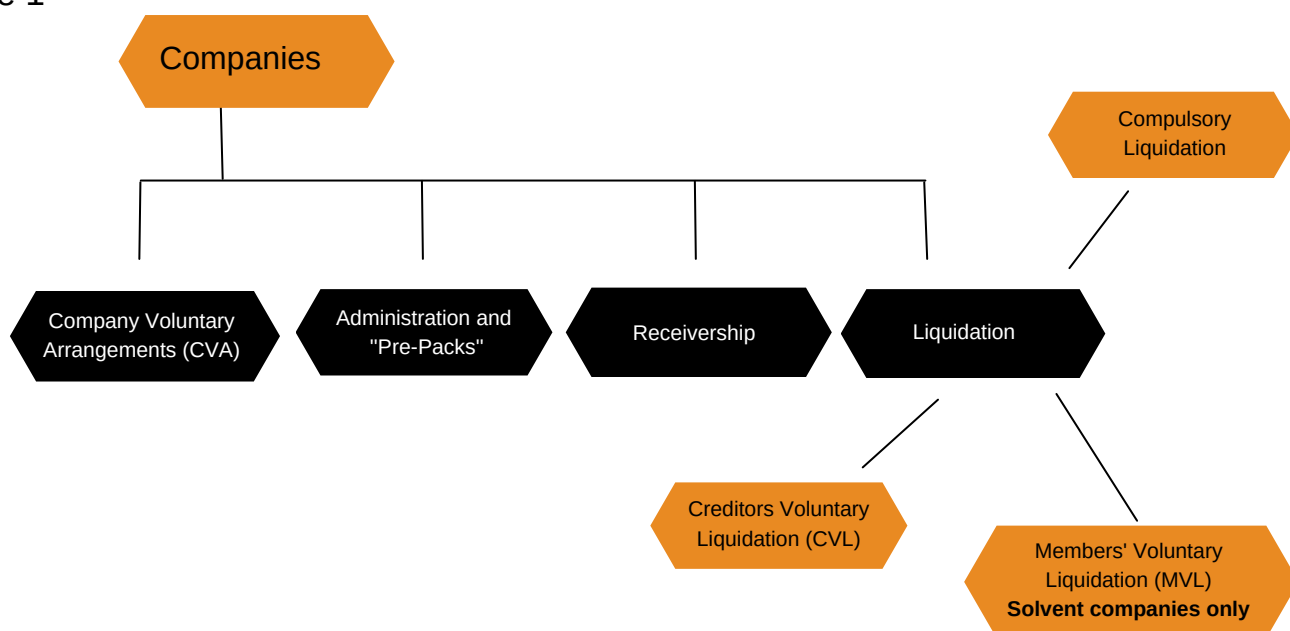 Companies
Compulsory
Liquidation
Company Voluntary
Arrangements (CVA)
Administration and
"Pre-Packs"
Receivership
Liquidation
Creditors Voluntary
Liquidation (CVL)
Members' Voluntary
Liquidation (MVL)
Solvent companies only